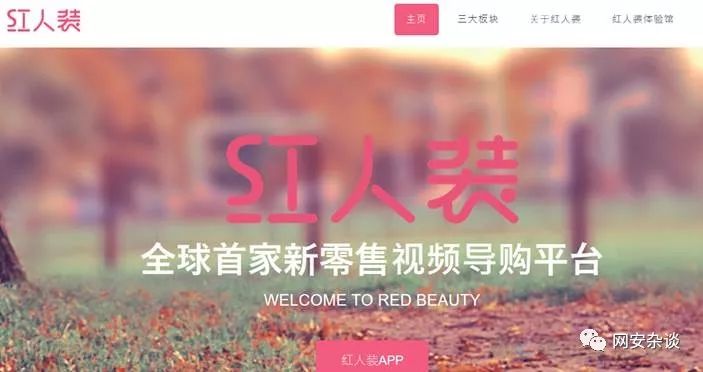 红人装
主页 三大板块 关于红人装 红人装体验馆
红人装
全球首家新零售视频导购平台
WELCOME TO RED BEAUTY
网安杂谈
红人装APP